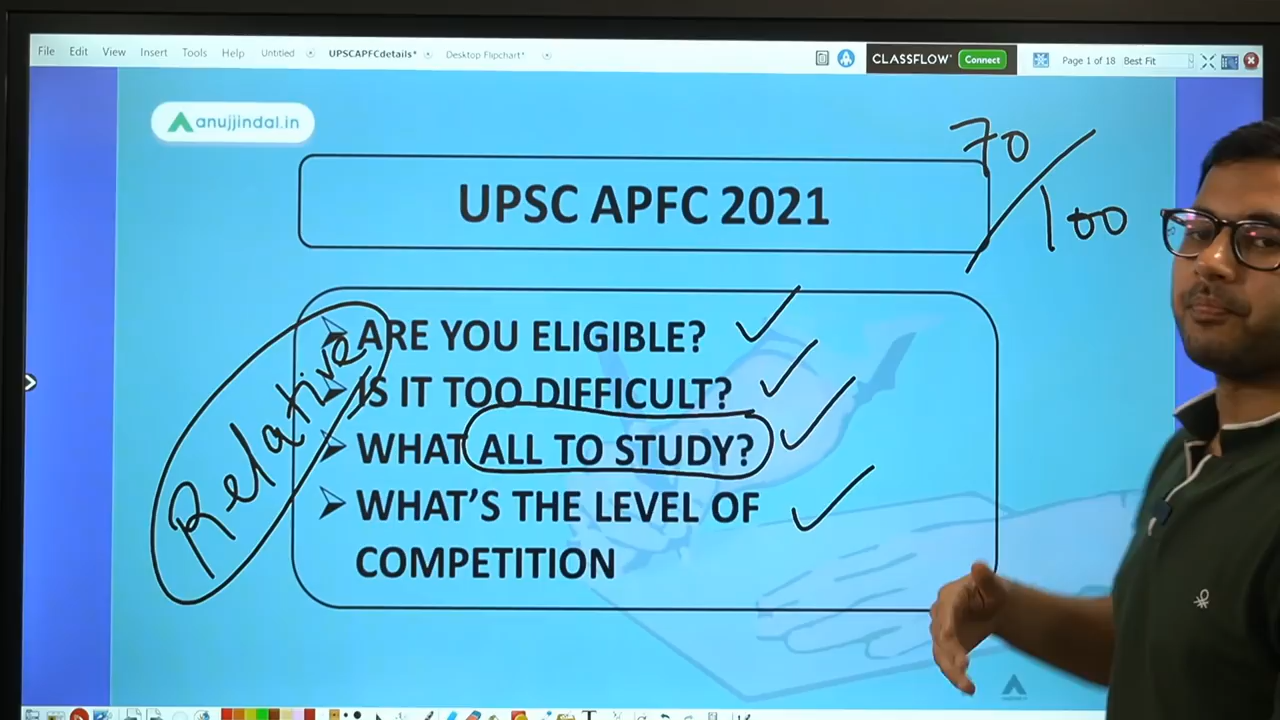 File Edit View Insert Tools Help Untitled UPSCAPFCdetails* Desktop Flipchart* CLASSFLOW Connect Page 1 of 18 Best Fit
anujjindal.in
70/100
UPSC APFC 2021
Relative
ARE YOU ELIGIBLE?
IS IT TOO DIFFICULT?
WHAT ALL TO STUDY?
WHAT'S THE LEVEL OF
COMPETITION